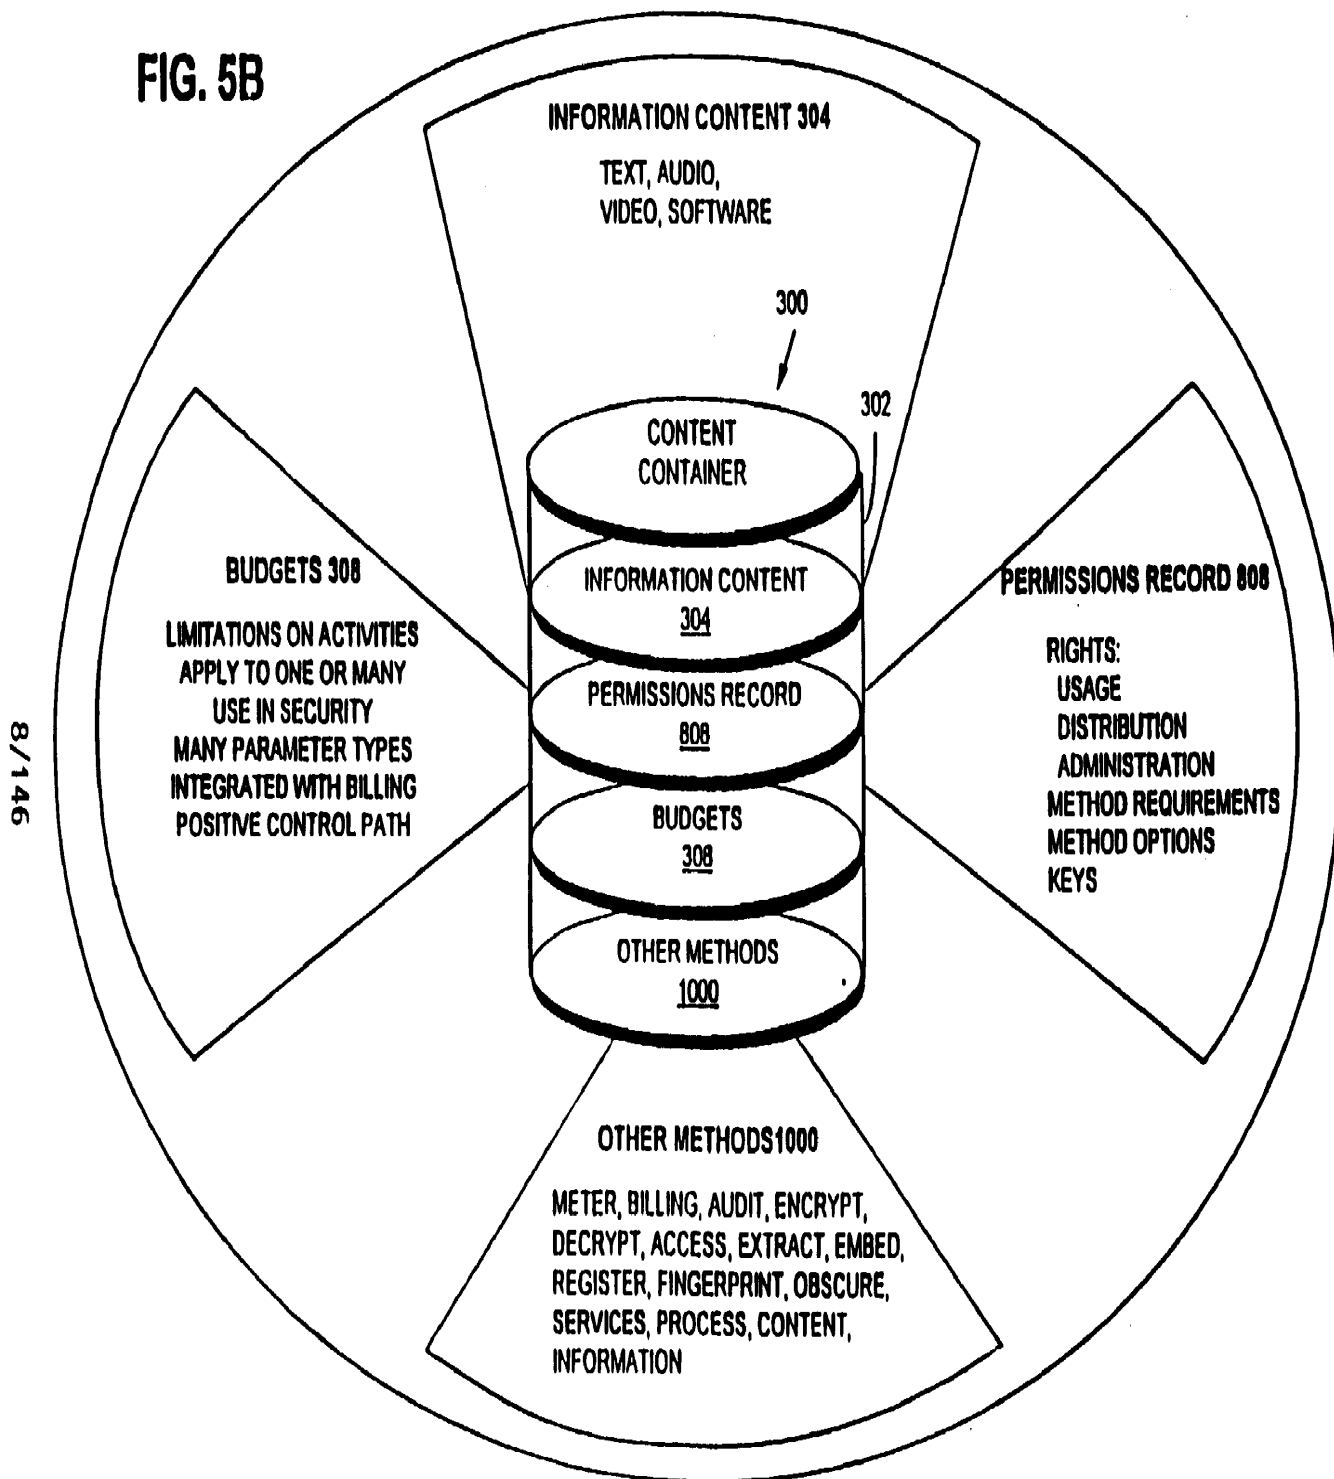 FIG. 5B
INFORMATION CONTENT 304
TEXT, AUDIO,
VIDEO, SOFTWARE
300
302
CONTENT
CONTAINER
INFORMATION CONTENT
304
PERMISSIONS RECORD
808
BUDGETS
308
OTHER METHODS
1000
BUDGETS 308
LIMITATIONS ON ACTIVITIES
APPLY TO ONE OR MANY
USE IN SECURITY
MANY PARAMETER TYPES
INTEGRATED WITH BILLING
POSITIVE CONTROL PATH
PERMISSIONS RECORD 808
RIGHTS:
USAGE
DISTRIBUTION
ADMINISTRATION
METHOD REQUIREMENTS
METHOD OPTIONS
KEYS
OTHER METHODS1000
METER, BILLING, AUDIT, ENCRYPT,
DECRYPT, ACCESS, EXTRACT, EMBED,
REGISTER, FINGERPRINT, OBSCURE,
SERVICES, PROCESS, CONTENT,
INFORMATION
8/146